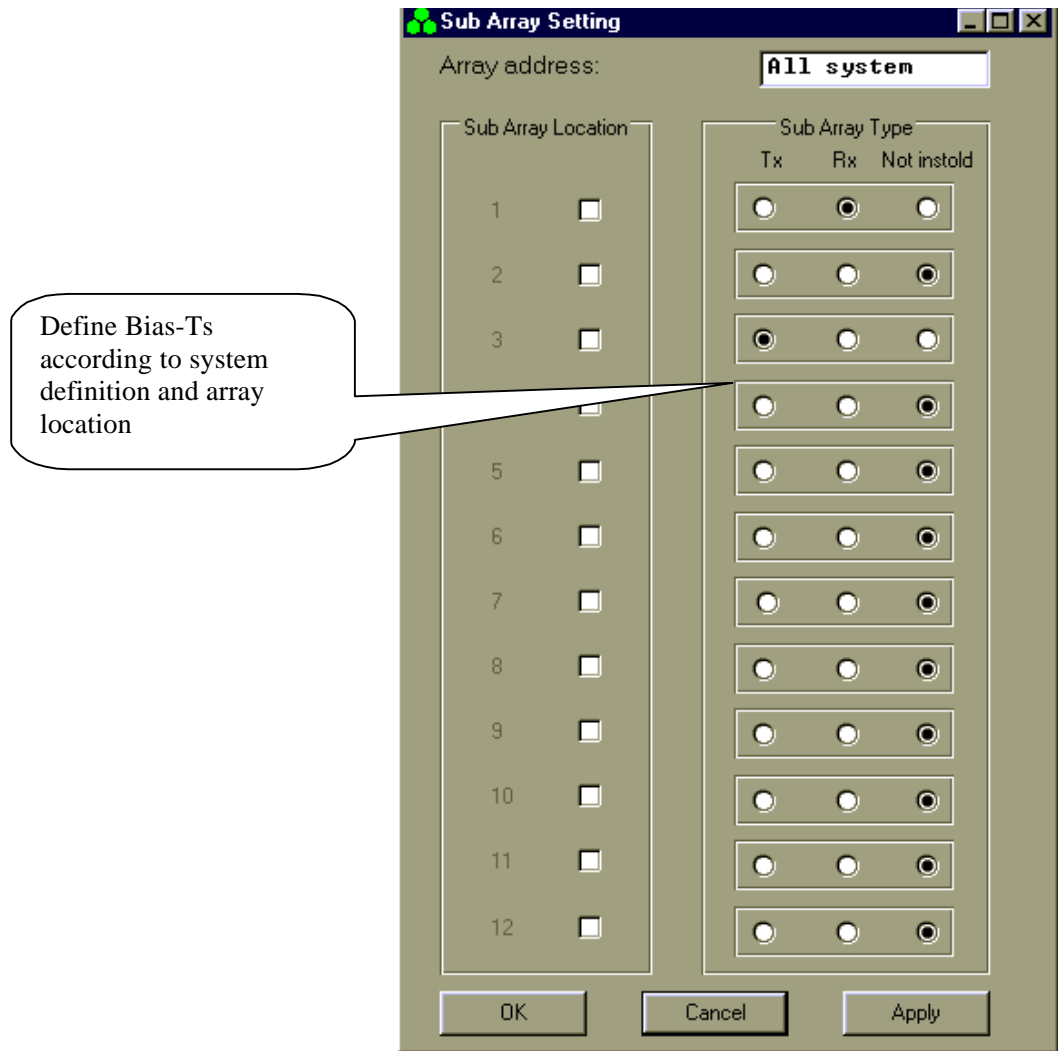 Sub Array Setting
Array address: All system
Sub Array Location Sub Array Type
Tx Rx Not instold
1
2
Define Bias-Ts
according to system
definition and array
location
3
5
6
7
8
9
10
11
12
OK Cancel Apply